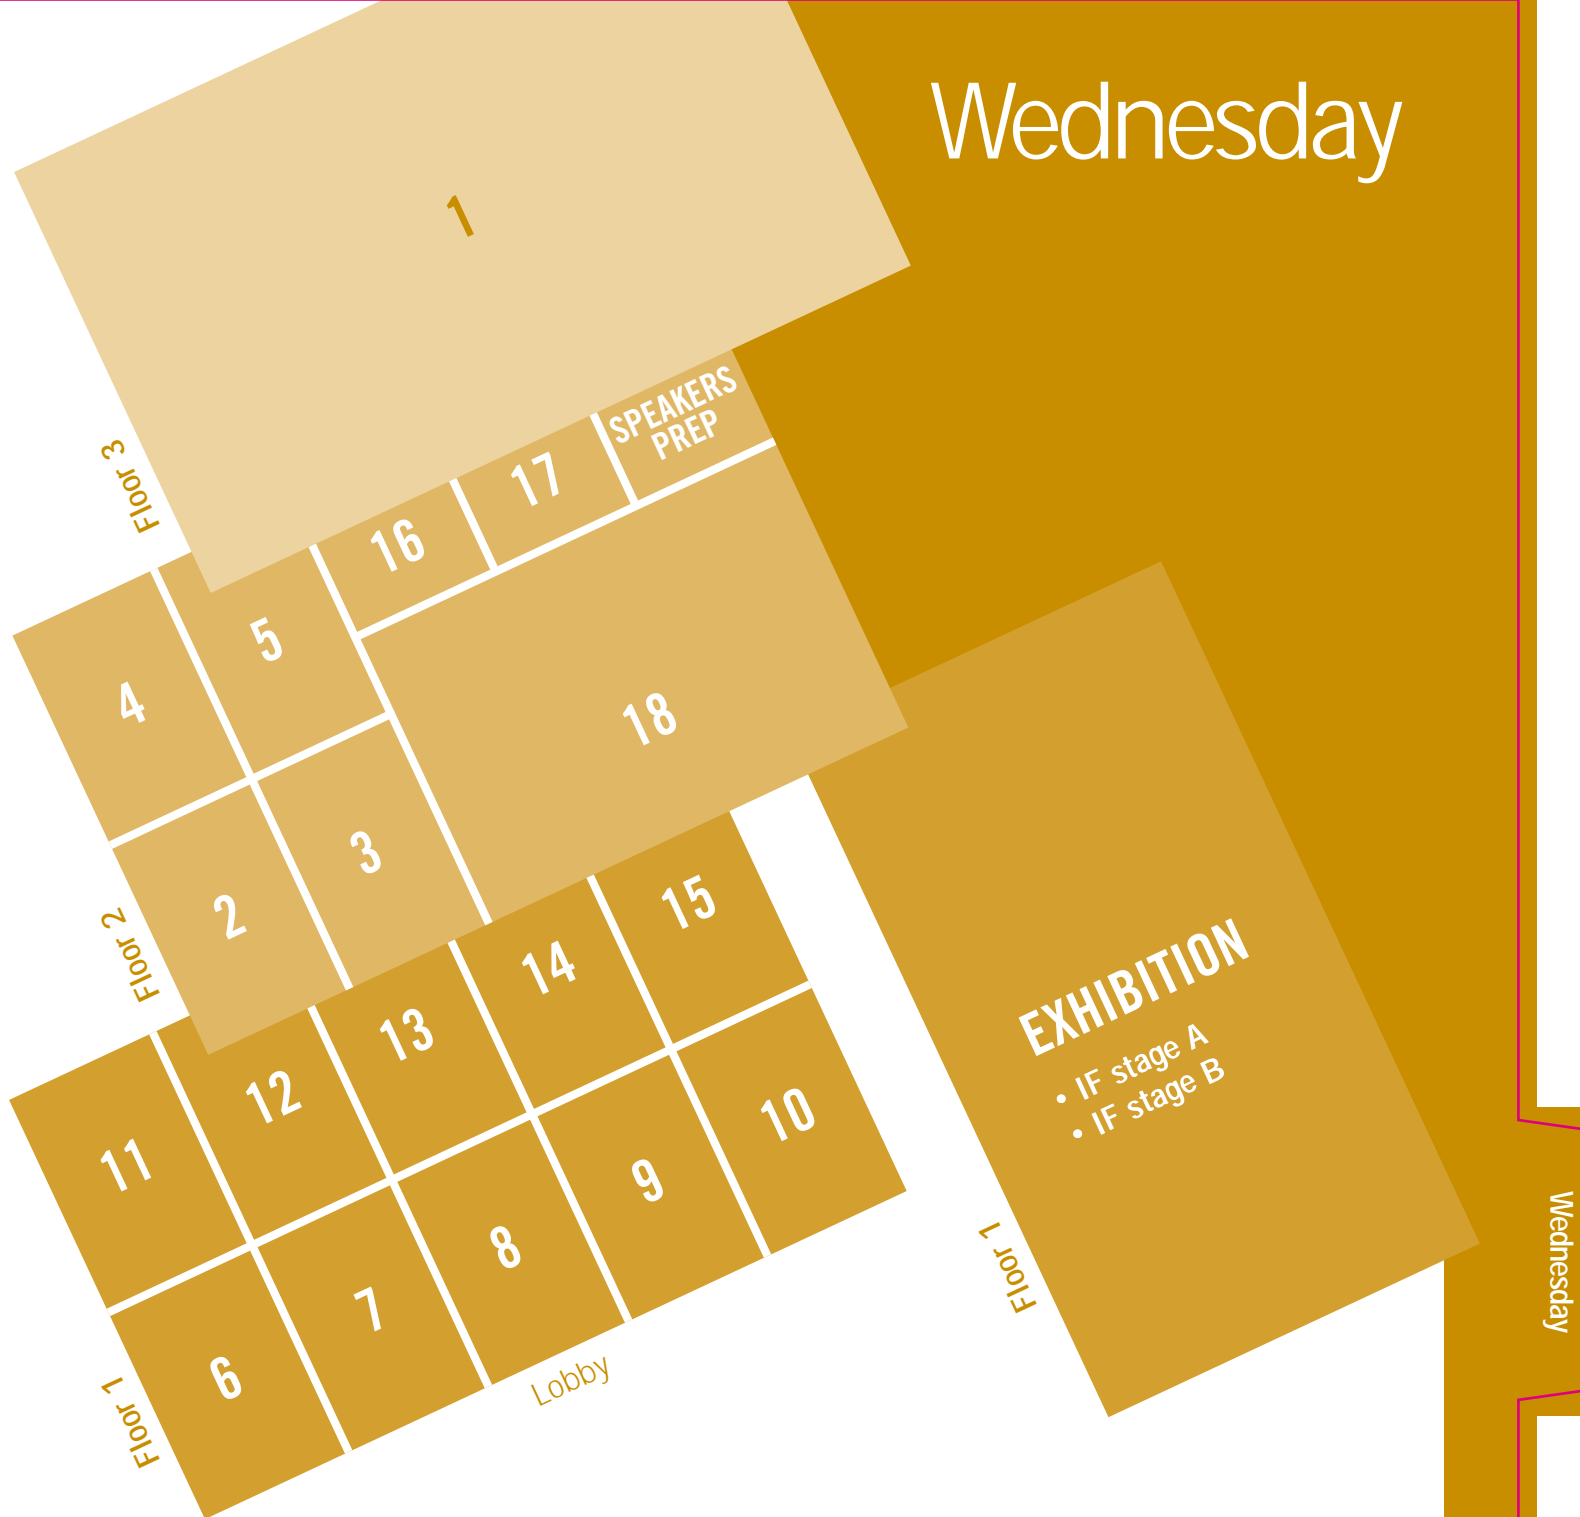 Wednesday
1
Floor 3
SPEAKERS
PREP
17
16
5
4
18
3
2
Floor 2
15
14
13
12
11
10
9
8
7
6
Floor 1
Lobby
EXHIBITION
• IF stage A
• IF stage B
Floor 1
Wednesday